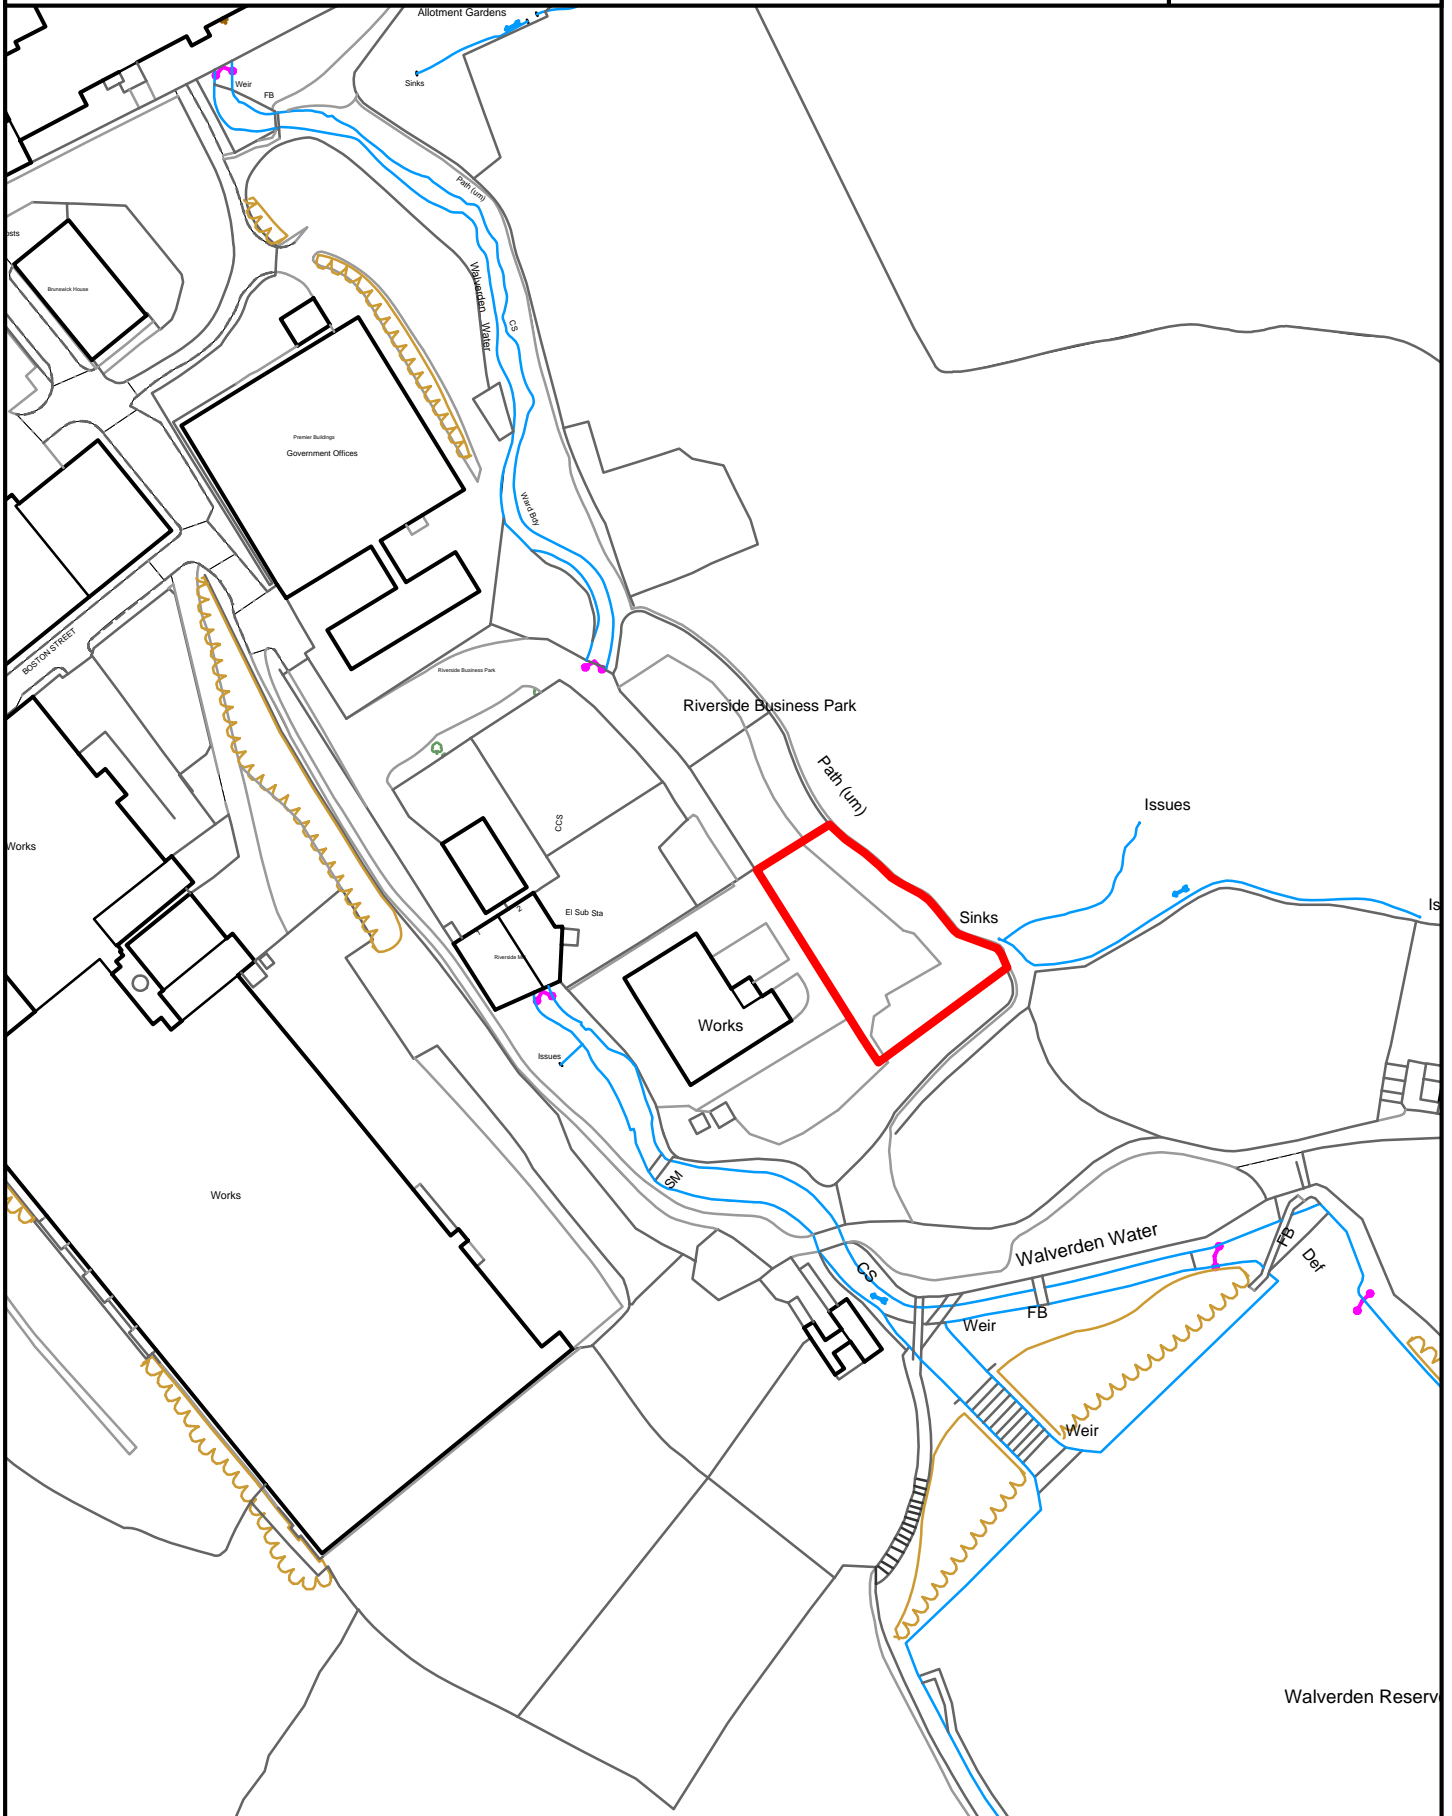 Allotment Gardens
Sinks
Weir
FB
Path (um)
Brunswick House
Walverden Water
CS
Premier Buildings
Government Offices
Ward Bdy
BOSTON STREET
Riverside Business Park
Riverside Business Park
Path (um)
Issues
CCS
Works
El Sub Sta
Sinks
Works
Issues
SM
Works
Walverden Water
FB
Def
CS
FB
Weir
Weir